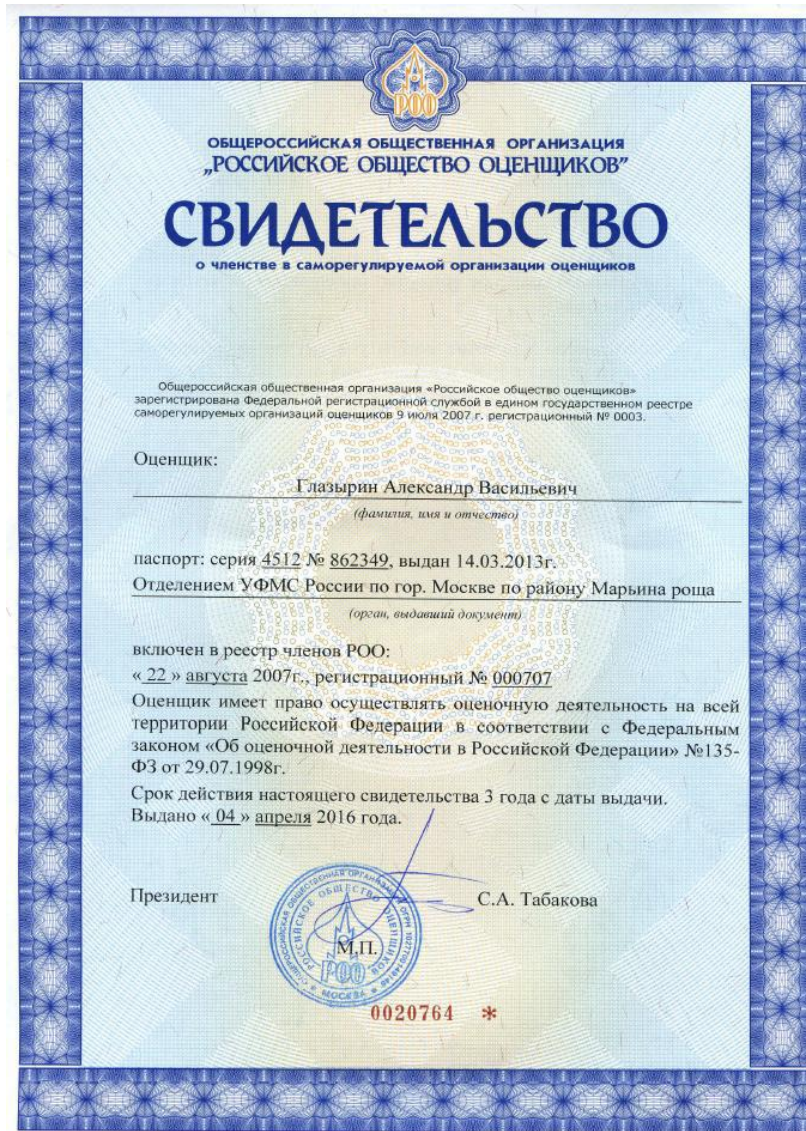 РОО
ОБЩЕРОССИЙСКАЯ ОБЩЕСТВЕННАЯ ОРГАНИЗАЦИЯ
„РОССИЙСКОЕ ОБЩЕСТВО ОЦЕНЩИКОВ”
СВИДЕТЕЛЬСТВО
о членстве в саморегулируемой организации оценщиков
Общероссийская общественная организация «Российское общество оценщиков»
зарегистрирована Федеральной регистрационной службой в едином государственном реестре
саморегулируемых организаций оценщиков 9 июля 2007 г. регистрационный № 0003.
Оценщик:
Глазырин Александр Васильевич
(фамилия, имя и отчество)
паспорт: серия 4512 № 862349, выдан 14.03.2013г.
Отделением УФМС России по гор. Москве по району Марьина роща
(орган, выдавший документ)
включен в реестр членов РОО:
« 22 » августа 2007г., регистрационный № 000707
Оценщик имеет право осуществлять оценочную деятельность на всей
территории Российской Федерации в соответствии с Федеральным
законом «Об оценочной деятельности в Российской Федерации» №135-
ФЗ от 29.07.1998г.
Срок действия настоящего свидетельства 3 года с даты выдачи.
Выдано « 04 » апреля 2016 года.
Президент
С.А. Табакова
РОССИЙСКОЕ ОБЩЕСТВО ОЦЕНЩИКОВ
М.П.
РОО
МОСКВА
0020764 *